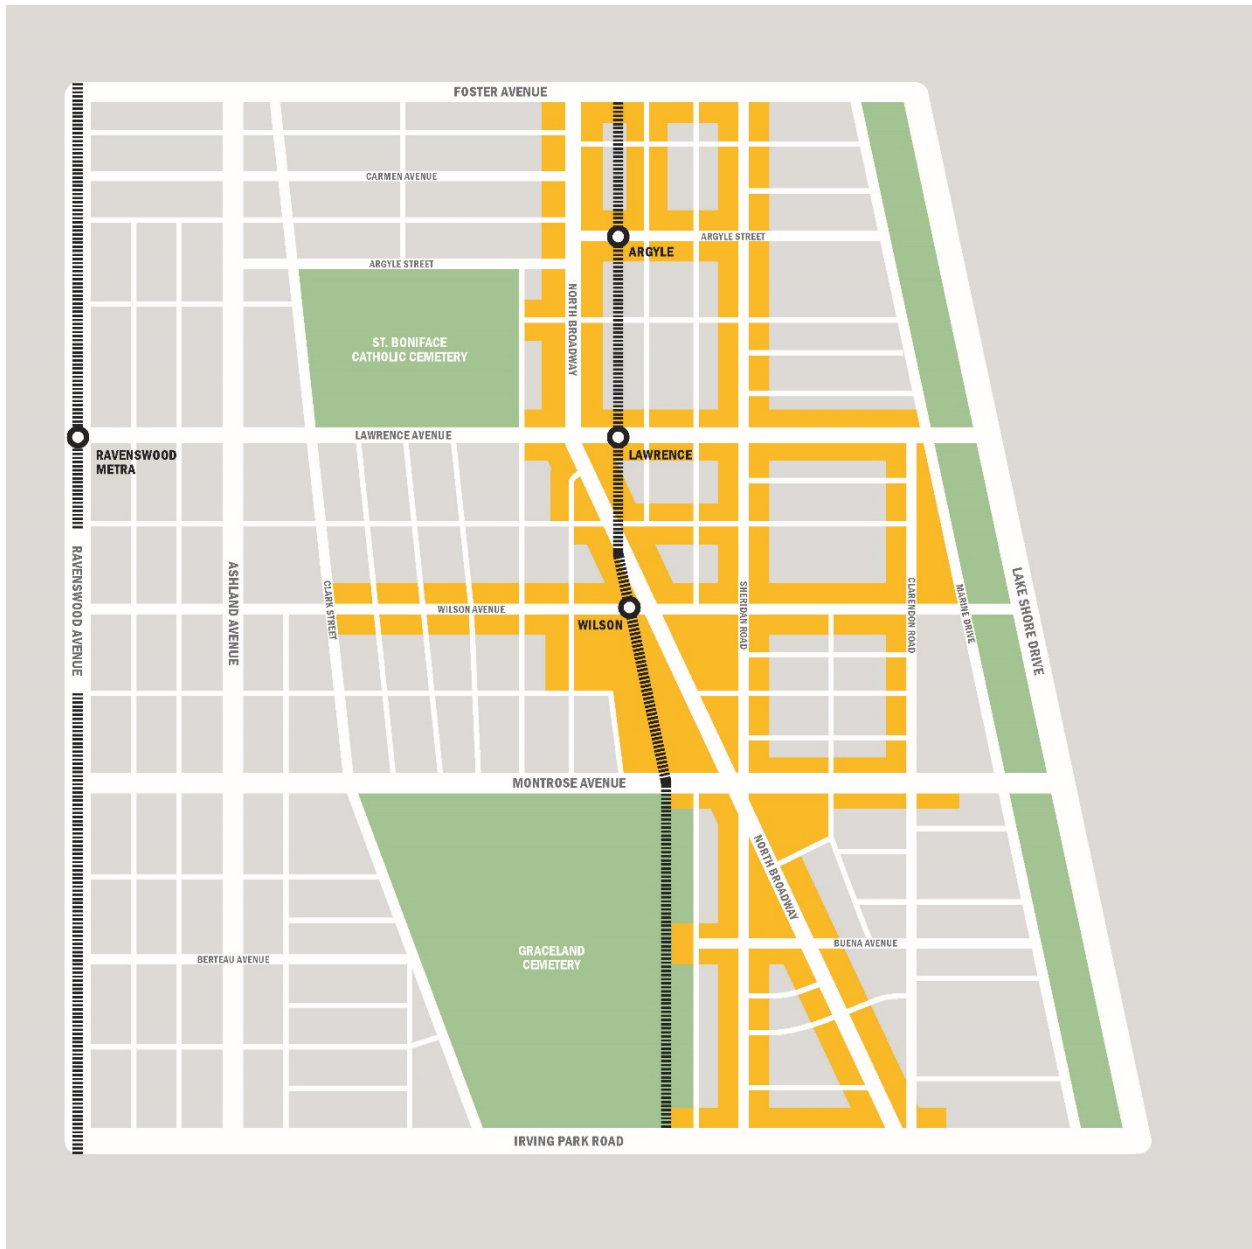 FOSTER AVENUE
CARMEN AVENUE
ARGYLE STREET
ARGYLE
ARGYLE STREET
NORTH BROADWAY
ST. BONIFACE
CATHOLIC CEMETERY
LAWRENCE AVENUE
RAVENSWOOD
METRA
LAWRENCE
RAVENSWOOD AVENUE
ASHLAND AVENUE
CLARK STREET
WILSON AVENUE
WILSON
SHERIDAN ROAD
CLARENDON ROAD
MARINE DRIVE
LAKE SHORE DRIVE
MONTROSE AVENUE
NORTH BROADWAY
GRACELAND
CEMETERY
BUENA AVENUE
BERTEAU AVENUE
IRVING PARK ROAD